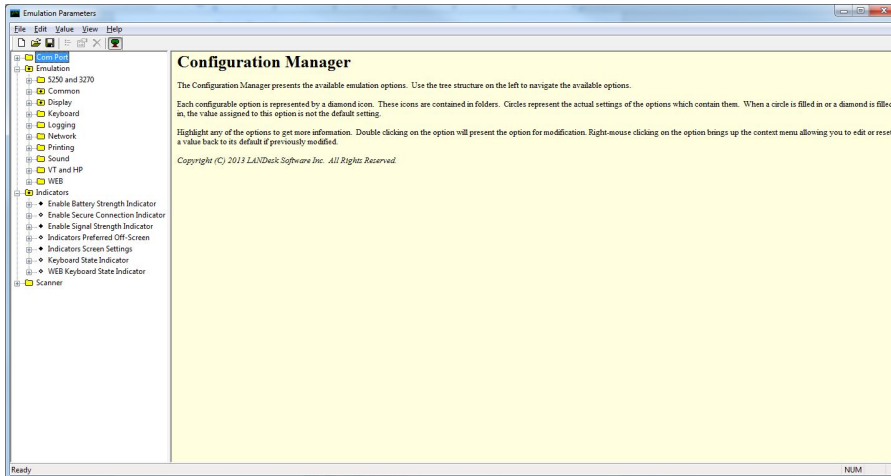 Emulation Parameters
File Edit Value View Help
Com Port
Emulation
5250 and 3270
Common
Display
Keyboard
Logging
Network
Printing
Sound
VT and HP
WEB
Indicators
Enable Battery Strength Indicator
Enable Secure Connection Indicator
Enable Signal Strength Indicator
Indicators Preferred Off-Screen
Indicators Screen Settings
Keyboard State Indicator
WEB Keyboard State Indicator
Scanner
Configuration Manager
The Configuration Manager presents the available emulation options. Use the tree structure on the left to navigate the available options.
Each configurable option is represented by a diamond icon. These icons are contained in folders. Circles represent the actual settings of the options which contain them. When a circle is filled in or a diamond is filled
in, the value assigned to this option is not the default setting.
Highlight any of the options to get more information. Double clicking on the option will present the option for modification. Right-mouse clicking on the option brings up the context menu allowing you to edit or reset
a value back to its default if previously modified.
Copyright (C) 2013 LANDesk Software Inc. All Rights Reserved.
Ready
NUM